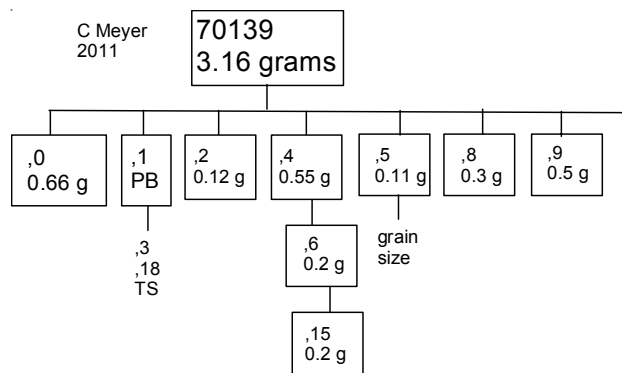 C Meyer
2011
70139
3.16 grams
,0
0.66 g
,1
PB
,2
0.12 g
,4
0.55 g
,5
0.11 g
,8
0.3 g
,9
0.5 g
,3
,18
TS
,6
0.2 g
grain
size
,15
0.2 g